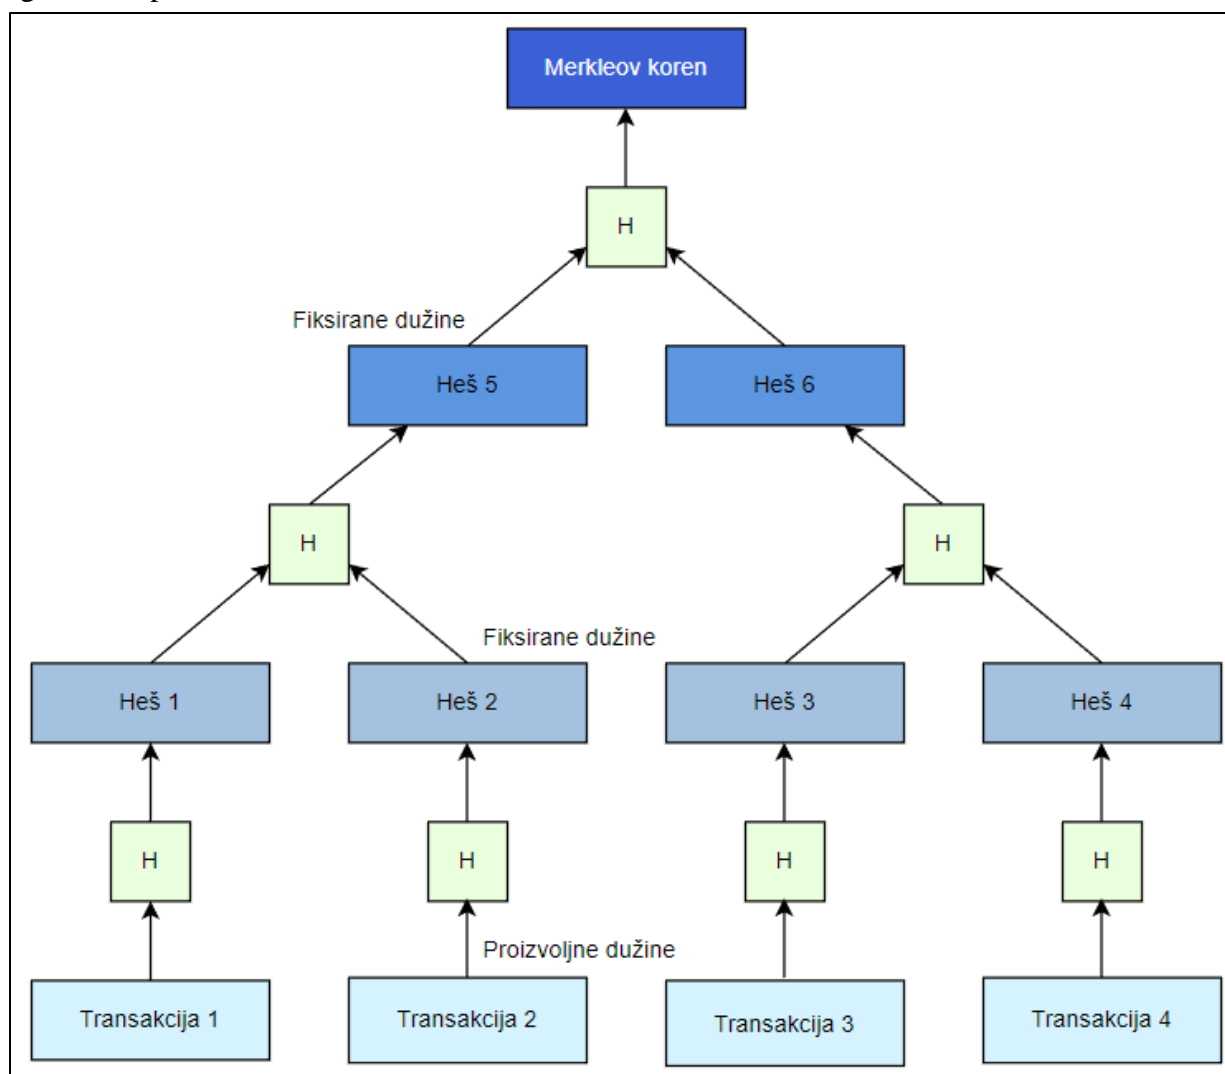 Merkleov koren
H
Fiksirane dužine
Heš 5
Heš 6
H
H
Fiksirane dužine
Heš 1
Heš 2
Heš 3
Heš 4
H
H
H
H
Proizvoljne dužine
Transakcija 1
Transakcija 2
Transakcija 3
Transakcija 4